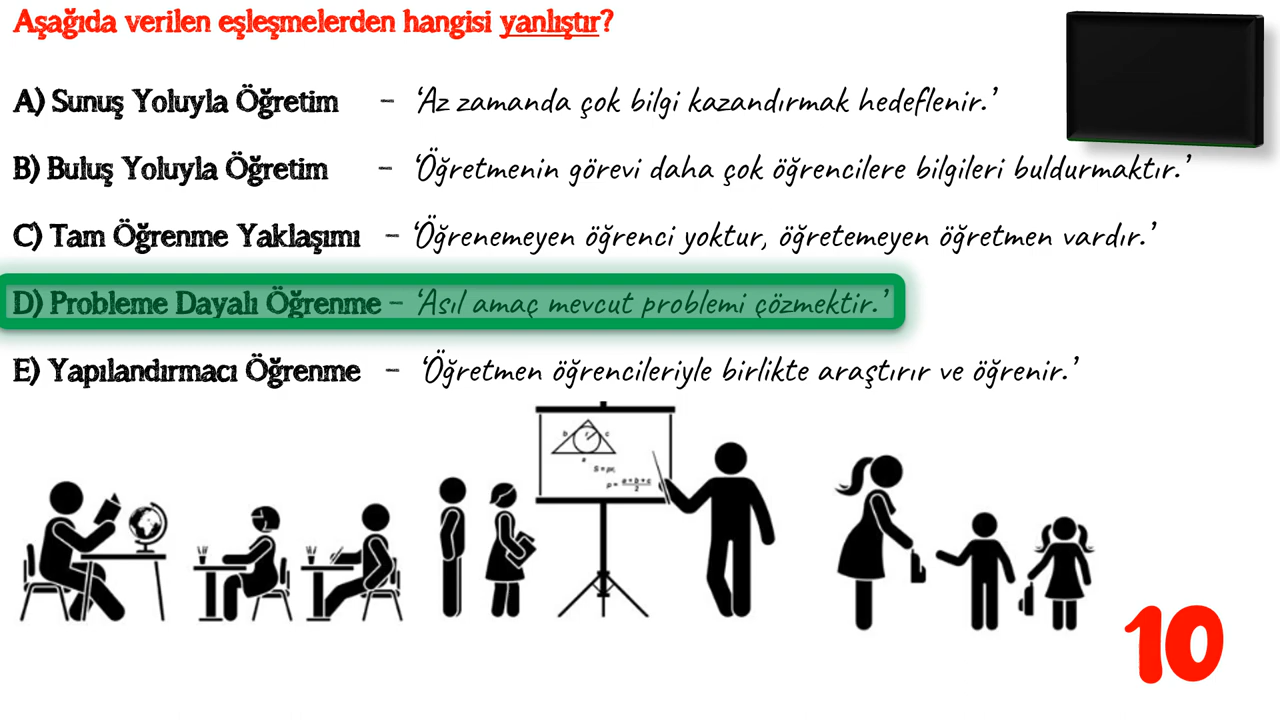 Aşağıda verilen eşleşmelerden hangisi yanlıştır?
A) Sunuş Yoluyla Öğretim – ‘Az zamanda çok bilgi kazandırmak hedeflenir.’
B) Buluş Yoluyla Öğretim – ‘Öğretmenin görevi daha çok öğrencilere bilgileri buldurmaktır.’
C) Tam Öğrenme Yaklaşımı – ‘Öğrenemeyen öğrenci yoktur, öğretemeyen öğretmen vardır.’
D) Probleme Dayalı Öğrenme – ‘Asıl amaç mevcut problemi çözmektir.’
E) Yapılandırmacı Öğrenme – ‘Öğretmen öğrencileriyle birlikte araştırır ve öğrenir.’
b r c
a
S = pr,
p = a+b+c/2
10